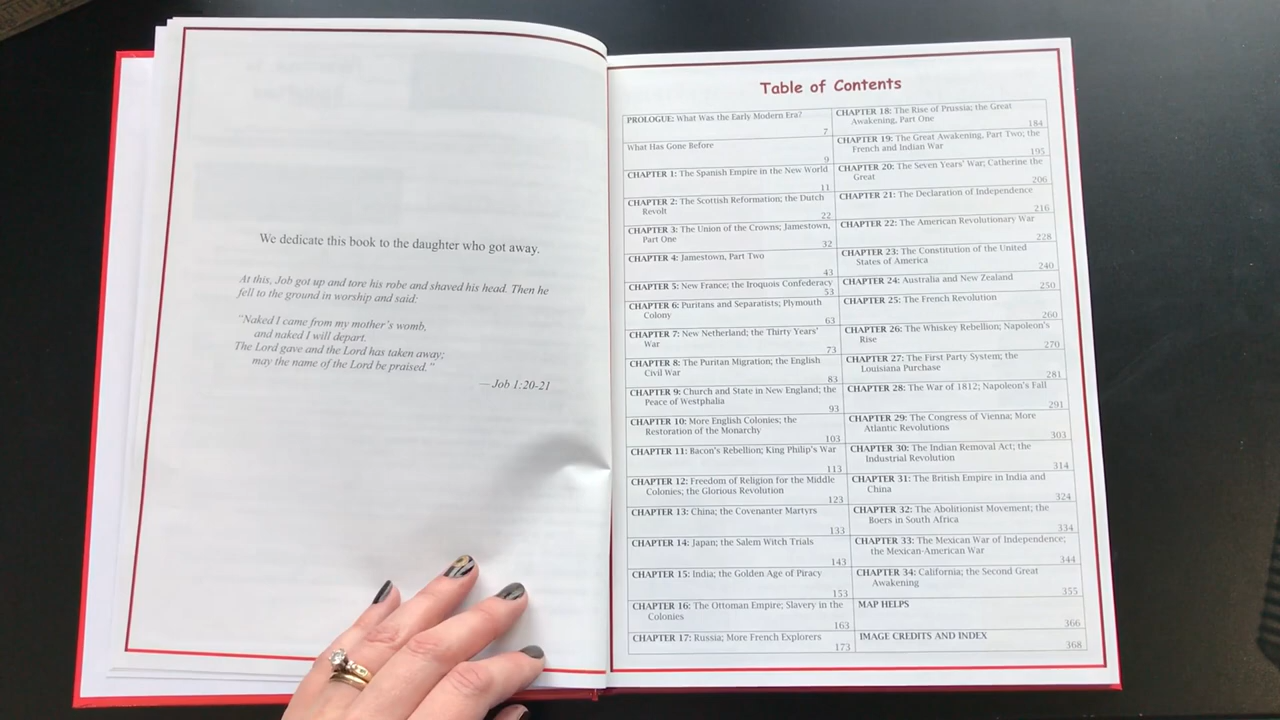 We dedicate this book to the daughter who got away.
At this, Job got up and tore his robe and shaved his head. Then he
fell to the ground in worship and said:
“Naked I came from my mother’s womb,
and naked I will depart.
The Lord gave and the Lord has taken away;
may the name of the Lord be praised.”
— Job 1:20-21
Table of Contents
PROLOGUE: What Was the Early Modern Era?
7
What Has Gone Before
9
CHAPTER 1: The Spanish Empire in the New World
11
CHAPTER 2: The Scottish Reformation; the Dutch
Revolt
22
CHAPTER 3: The Union of the Crowns; Jamestown,
Part One
32
CHAPTER 4: Jamestown, Part Two
43
CHAPTER 5: New France; the Iroquois Confederacy
53
CHAPTER 6: Puritans and Separatists; Plymouth
Colony
63
CHAPTER 7: New Netherland; the Thirty Years’
War
73
CHAPTER 8: The Puritan Migration; the English
Civil War
83
CHAPTER 9: Church and State in New England; the
Peace of Westphalia
93
CHAPTER 10: More English Colonies; the
Restoration of the Monarchy
103
CHAPTER 11: Bacon’s Rebellion; King Philip’s War
113
CHAPTER 12: Freedom of Religion for the Middle
Colonies; the Glorious Revolution
123
CHAPTER 13: China; the Covenanter Martyrs
133
CHAPTER 14: Japan; the Salem Witch Trials
143
CHAPTER 15: India; the Golden Age of Piracy
153
CHAPTER 16: The Ottoman Empire; Slavery in the
Colonies
163
CHAPTER 17: Russia; More French Explorers
173
CHAPTER 18: The Rise of Prussia; the Great
Awakening, Part One
184
CHAPTER 19: The Great Awakening, Part Two; the
French and Indian War
195
CHAPTER 20: The Seven Years’ War; Catherine the
Great
206
CHAPTER 21: The Declaration of Independence
216
CHAPTER 22: The American Revolutionary War
228
CHAPTER 23: The Constitution of the United
States of America
240
CHAPTER 24: Australia and New Zealand
250
CHAPTER 25: The French Revolution
260
CHAPTER 26: The Whiskey Rebellion; Napoleon’s
Rise
270
CHAPTER 27: The First Party System; the
Louisiana Purchase
281
CHAPTER 28: The War of 1812; Napoleon’s Fall
291
CHAPTER 29: The Congress of Vienna; More
Atlantic Revolutions
303
CHAPTER 30: The Indian Removal Act; the
Industrial Revolution
314
CHAPTER 31: The British Empire in India and
China
324
CHAPTER 32: The Abolitionist Movement; the
Boers in South Africa
334
CHAPTER 33: The Mexican War of Independence;
the Mexican-American War
344
CHAPTER 34: California; the Second Great
Awakening
355
MAP HELPS
366
IMAGE CREDITS AND INDEX
368